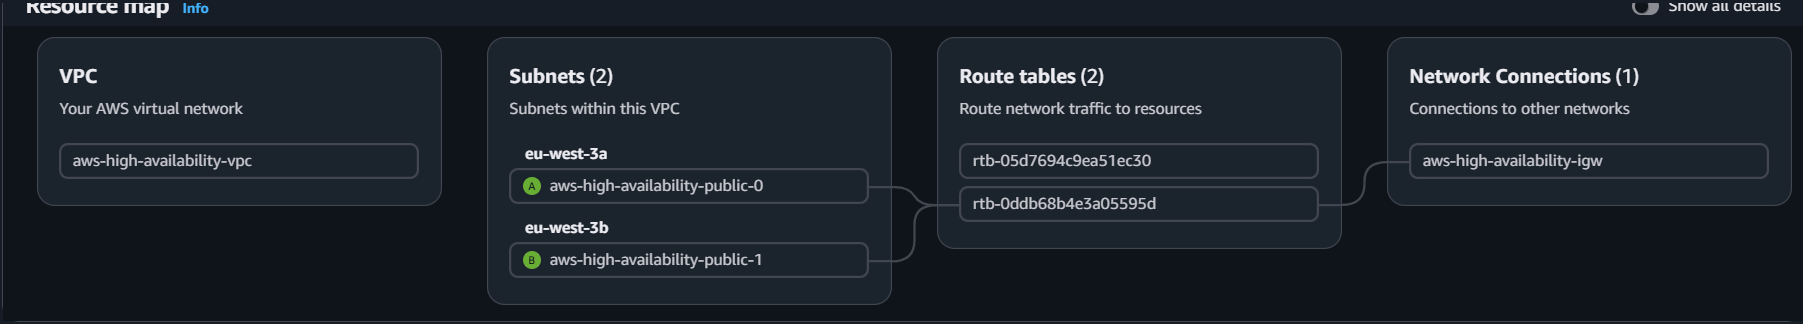 Resource map Info
Show all details
VPC
Your AWS virtual network
aws-high-availability-vpc
Subnets (2)
Subnets within this VPC
eu-west-3a
A aws-high-availability-public-0
eu-west-3b
B aws-high-availability-public-1
Route tables (2)
Route network traffic to resources
rtb-05d7694c9ea51ec30
rtb-0ddb68b4e3a05595d
Network Connections (1)
Connections to other networks
aws-high-availability-igw